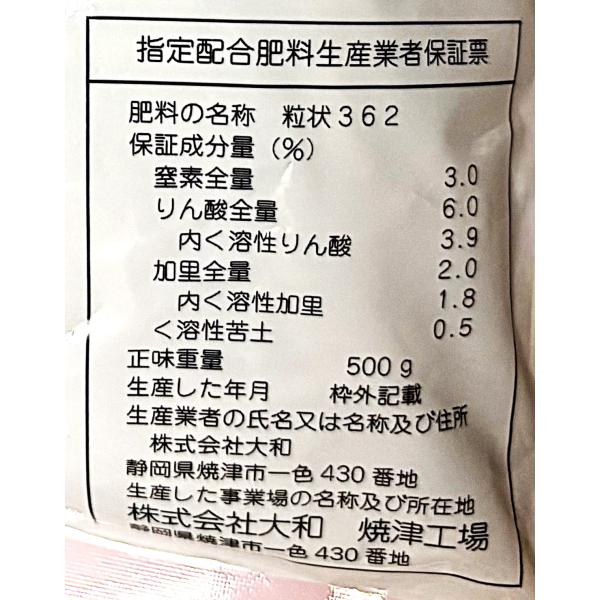 指定配合肥料生産業者保証票
肥料の名称 粒状362
保証成分量(%)
窒素全量 3.0
りん酸全量 6.0
内く溶性りん酸 3.9
加里全量 2.0
内く溶性加里 1.8
く溶性苦土 0.5
正味重量 500g
生産した年月 枠外記載
生産業者の氏名又は名称及び住所
株式会社大和
静岡県焼津市一色430番地
生産した事業場の名称及び所在地
株式会社大和 焼津工場
静岡県焼津市一色430番地